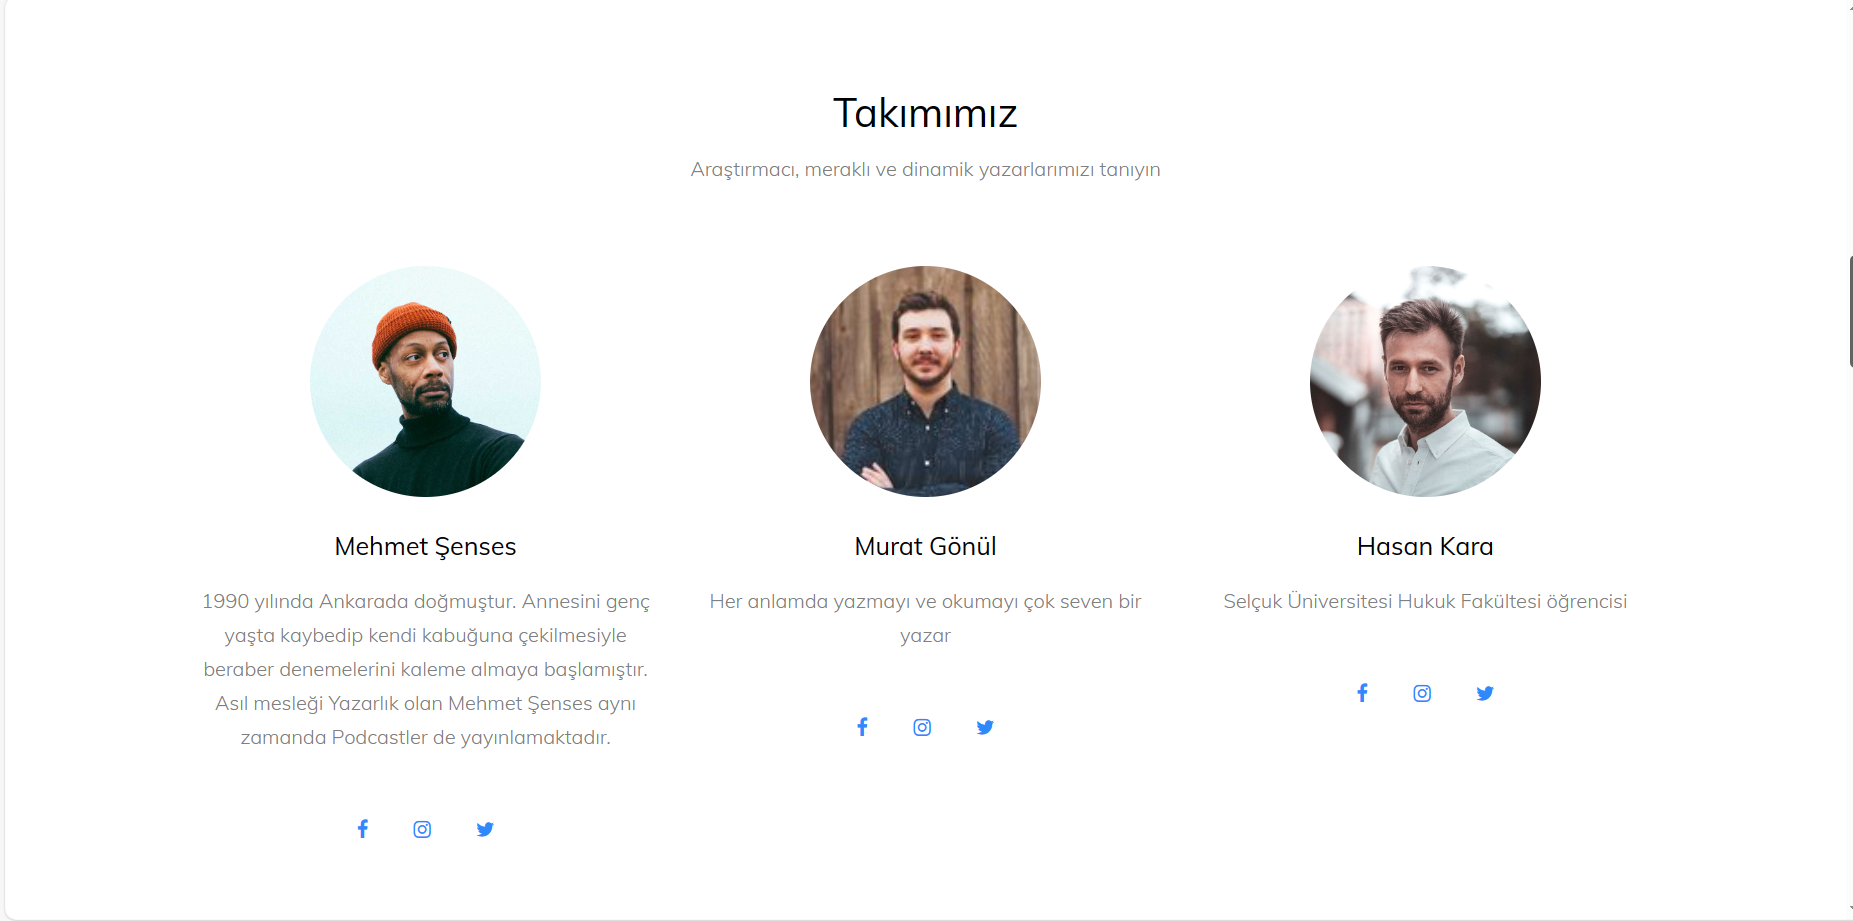 Takımımız
Araştırmacı, meraklı ve dinamik yazarlarımızı tanıyın
Mehmet Şenses
1990 yılında Ankarada doğmuştur. Annesini genç
yaşta kaybedip kendi kabuğuna çekilmesiyle
beraber denemelerini kaleme almaya başlamıştır.
Asıl mesleği Yazarlık olan Mehmet Şenses aynı
zamanda Podcastler de yayınlamaktadır.
Murat Gönül
Her anlamda yazmayı ve okumayı çok seven bir
yazar
Hasan Kara
Selçuk Üniversitesi Hukuk Fakültesi öğrencisi